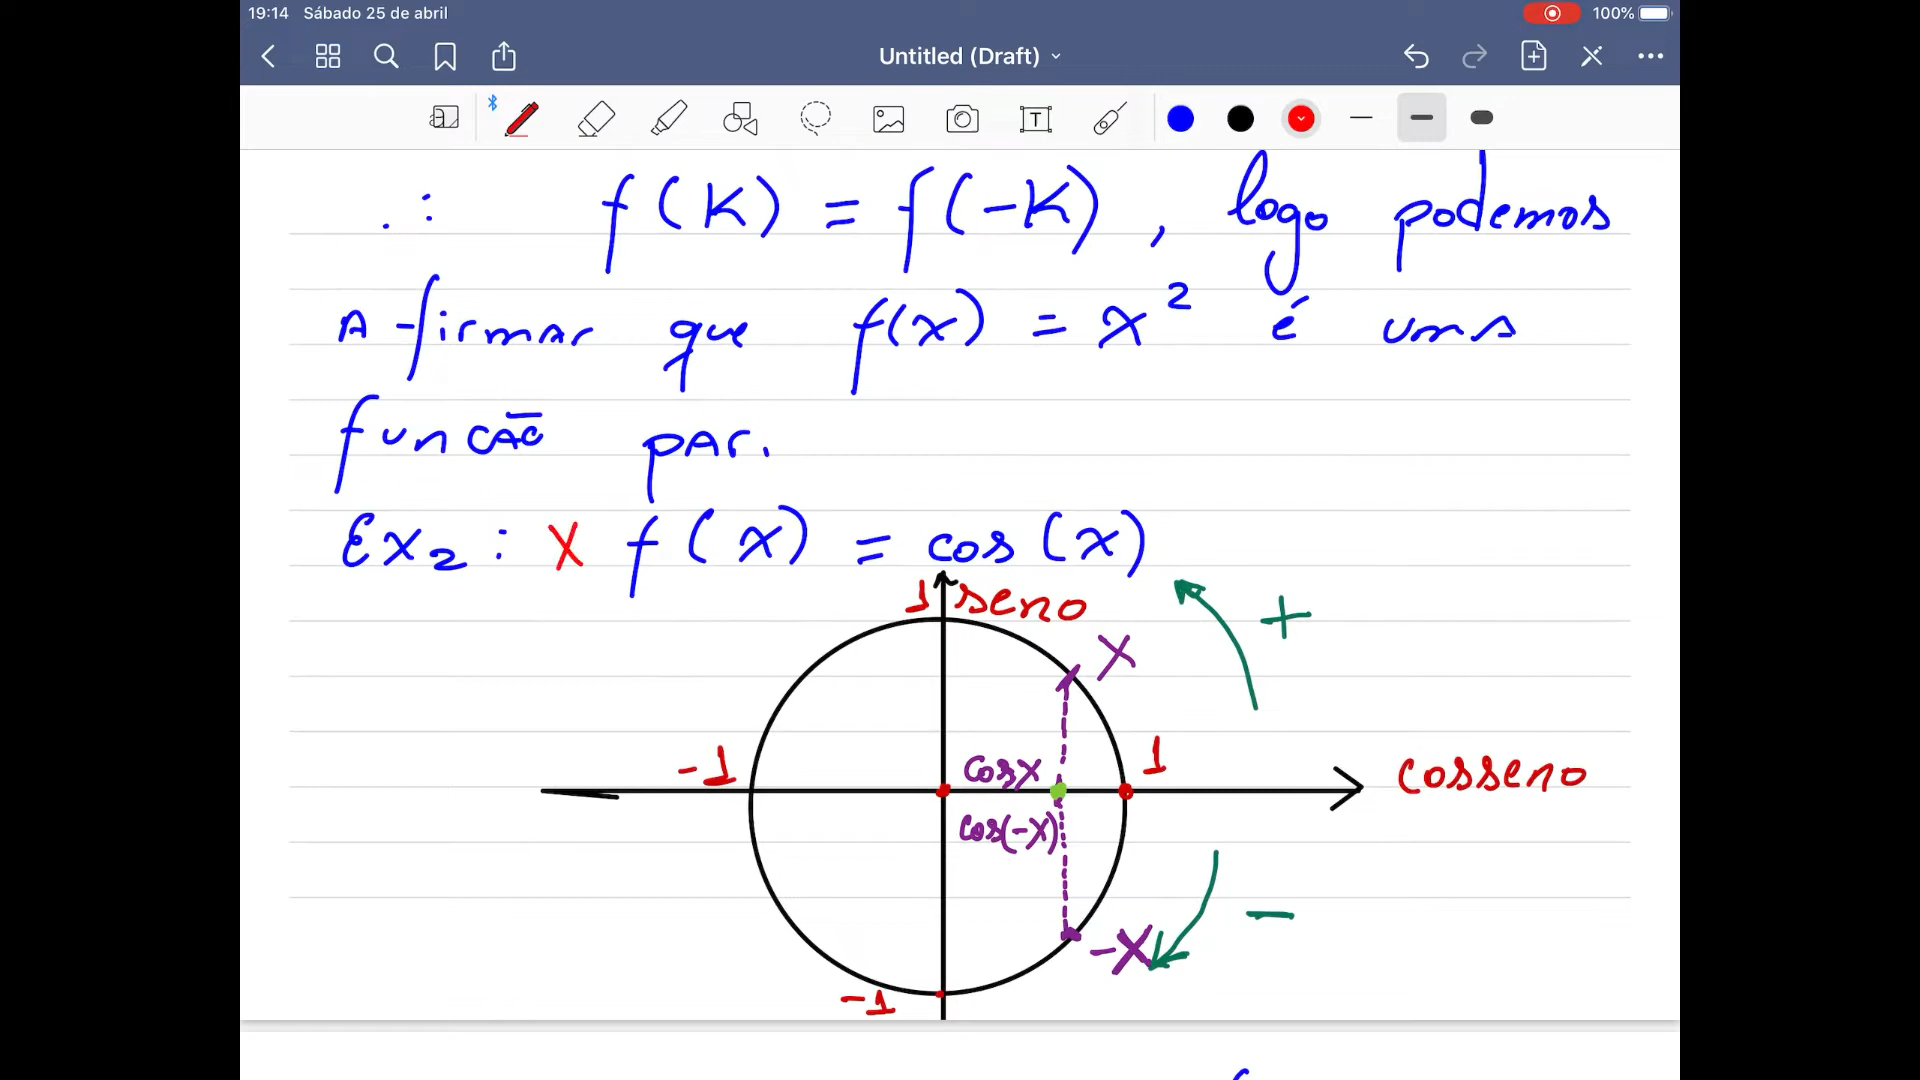 19:14 Sábado 25 de abril 100%
Untitled (Draft)
∴ f(K) = f(-K), logo podemos
Afirmar que f(x) = x² é uma
funcão par.
Ex₂: X f(x) = cos(x)
1 seno
+
X
-1 cosx 1 cosseno
cos(-x)
-
-X
-1